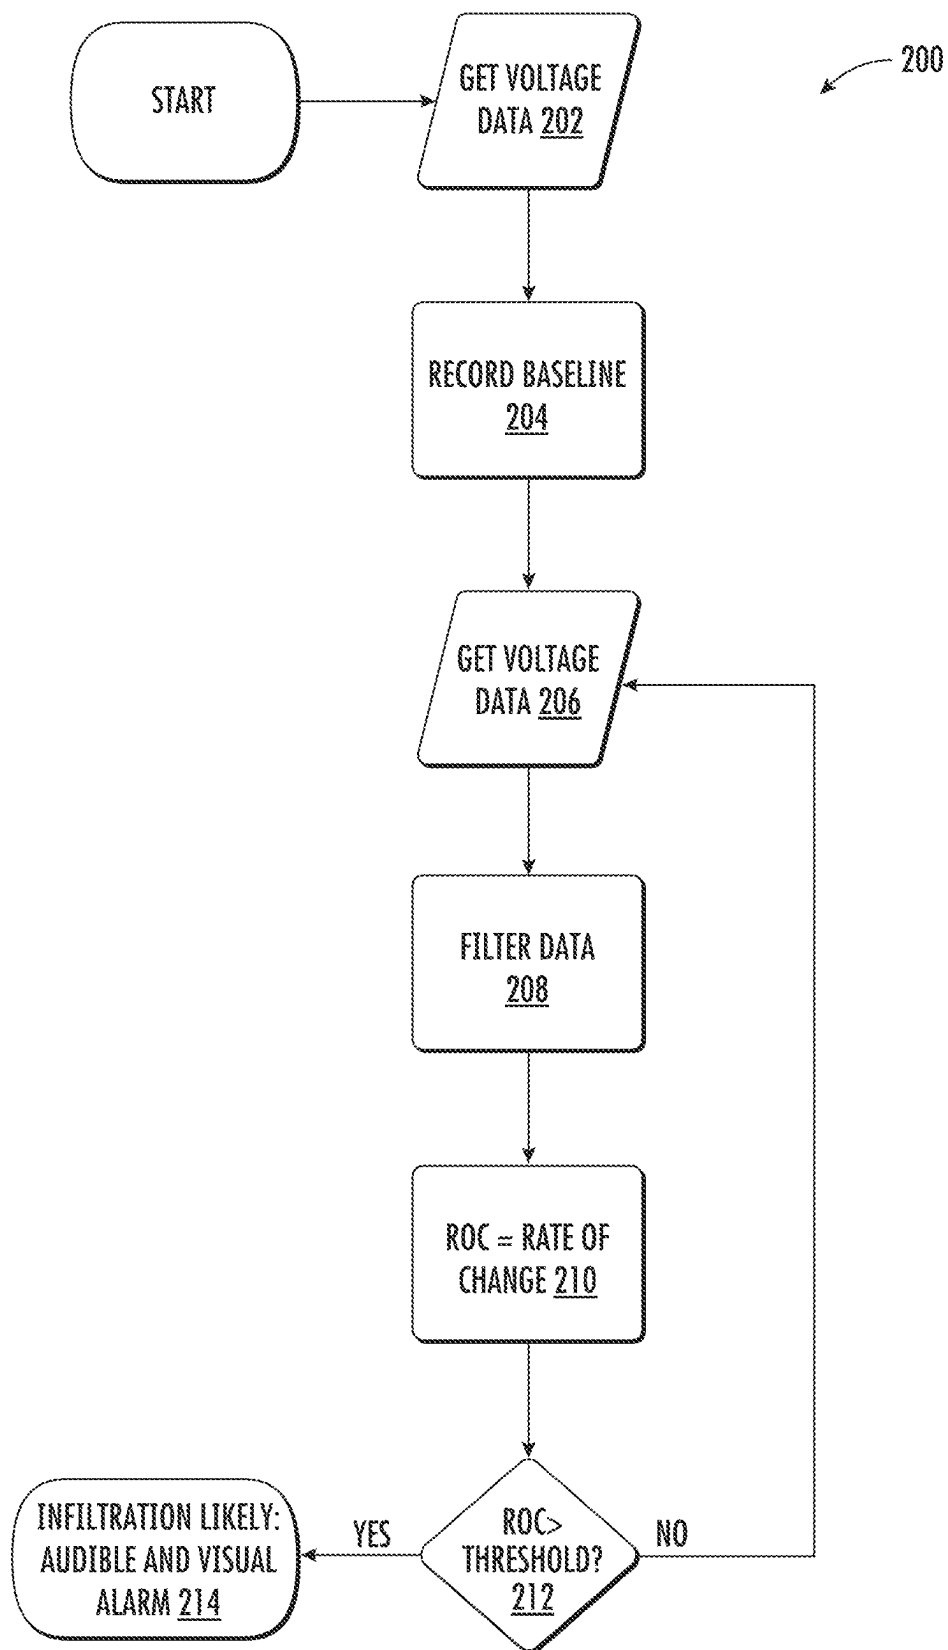 START
GET VOLTAGE
DATA 202
200
RECORD BASELINE
204
GET VOLTAGE
DATA 206
FILTER DATA
208
ROC = RATE OF
CHANGE 210
ROC>
THRESHOLD?
212
YES
NO
INFILTRATION LIKELY:
AUDIBLE AND VISUAL
ALARM 214